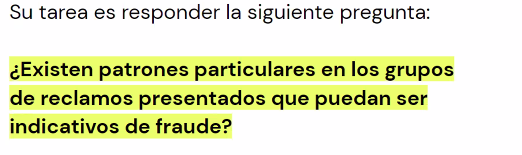 Su tarea es responder la siguiente pregunta:
¿Existen patrones particulares en los grupos
de reclamos presentados que puedan ser
indicativos de fraude?